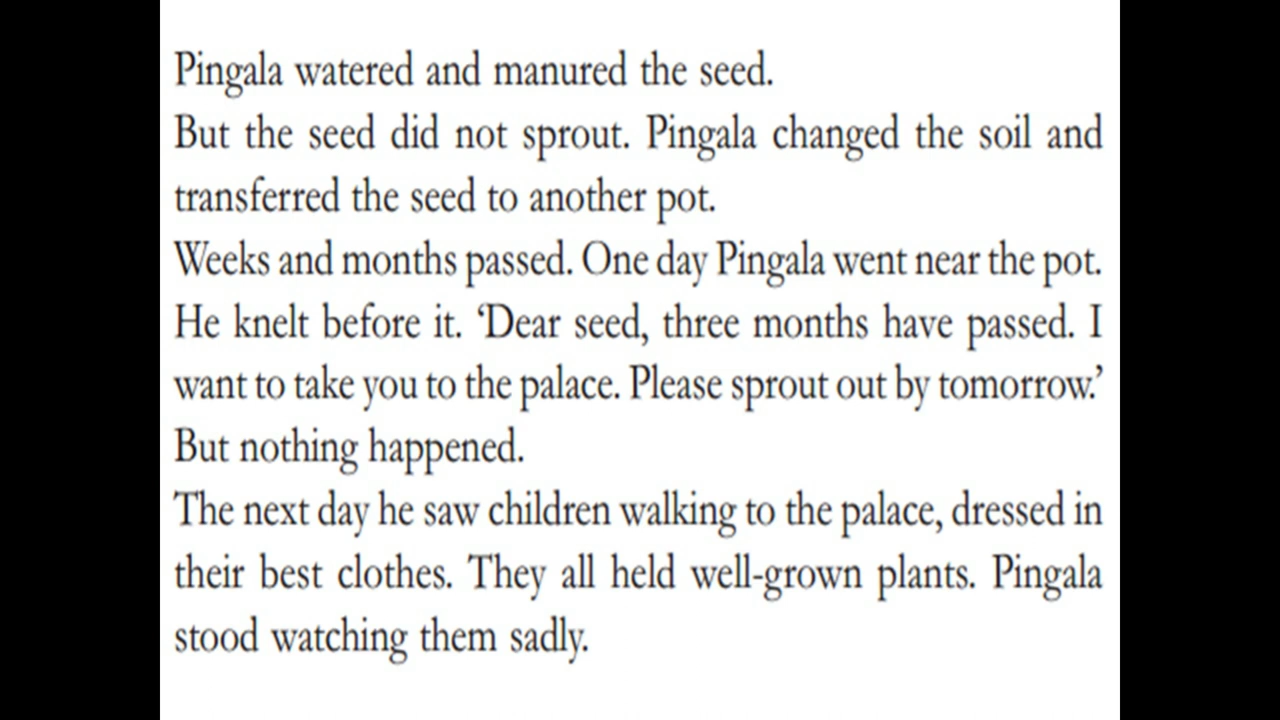 Pingala watered and manured the seed.
But the seed did not sprout. Pingala changed the soil and
transferred the seed to another pot.
Weeks and months passed. One day Pingala went near the pot.
He knelt before it. ‘Dear seed, three months have passed. I
want to take you to the palace. Please sprout out by tomorrow.’
But nothing happened.
The next day he saw children walking to the palace, dressed in
their best clothes. They all held well-grown plants. Pingala
stood watching them sadly.